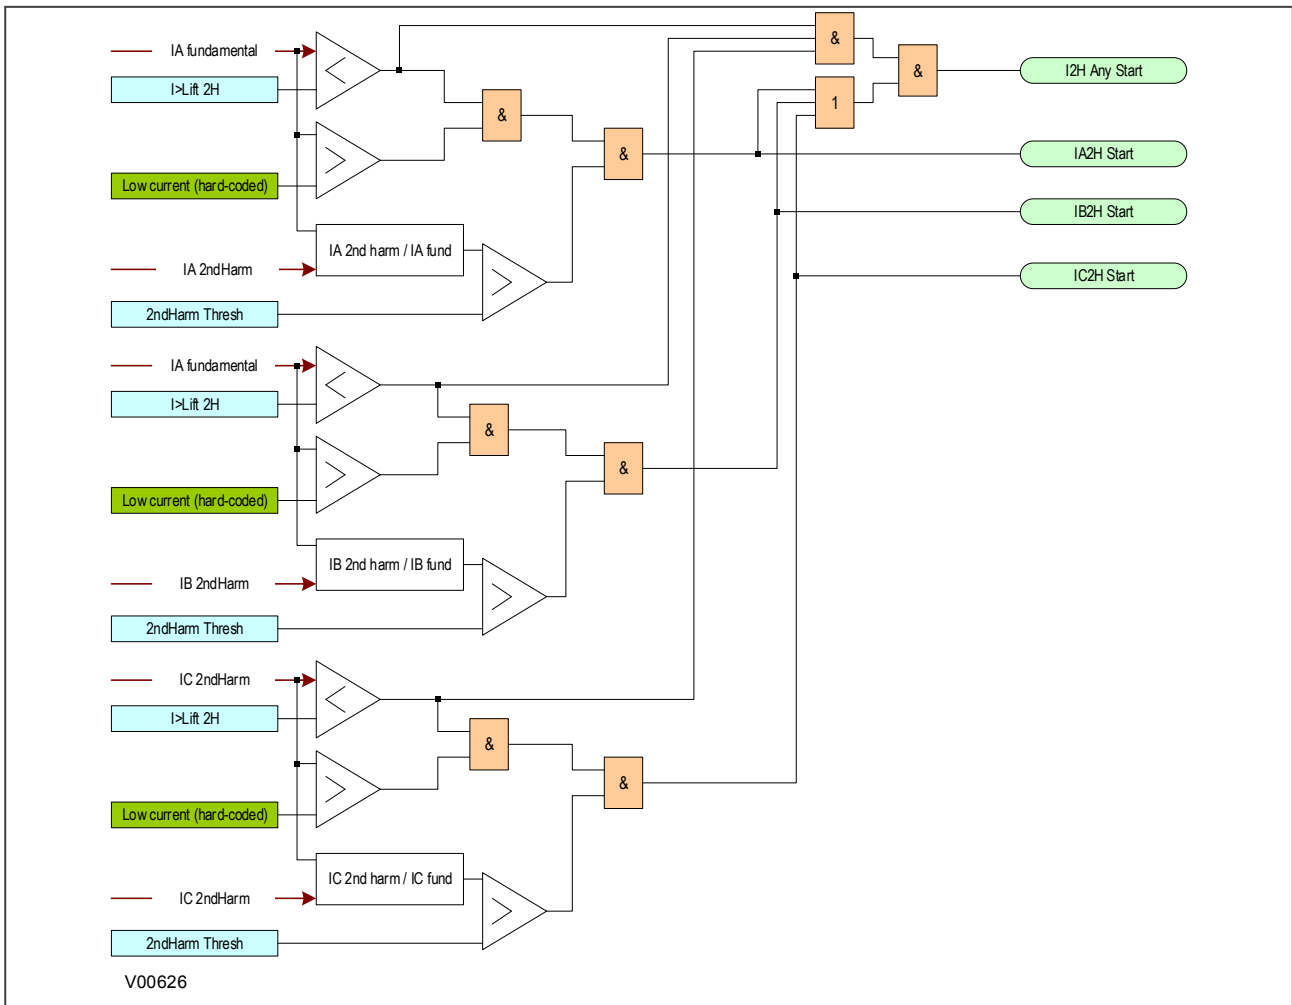 IA fundamental
I>Lift 2H
Low current (hard-coded)
IA 2nd harm / IA fund
IA 2ndHarm
2ndHarm Thresh
&
&
&
1
&
I2H Any Start
IA2H Start
IB2H Start
IC2H Start
IA fundamental
I>Lift 2H
Low current (hard-coded)
IB 2nd harm / IB fund
IB 2ndHarm
2ndHarm Thresh
&
&
IC 2ndHarm
I>Lift 2H
Low current (hard-coded)
IC 2nd harm / IC fund
IC 2ndHarm
2ndHarm Thresh
&
&
V00626